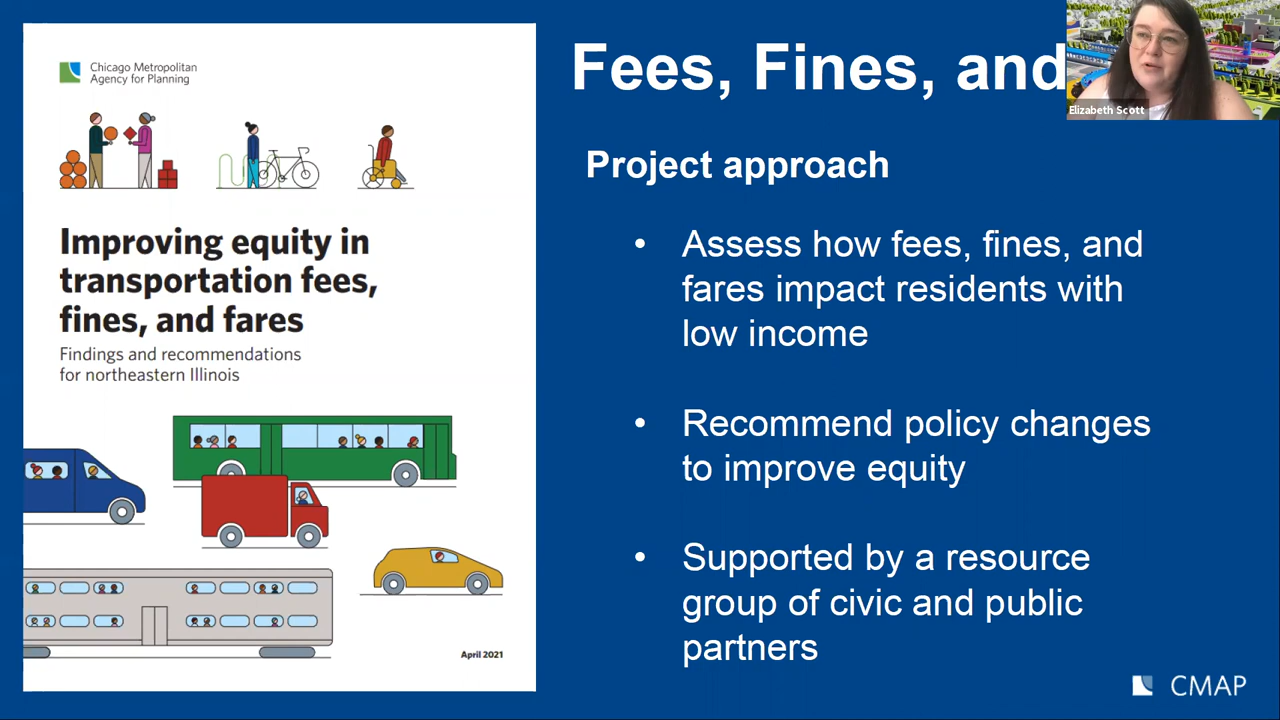 Chicago Metropolitan
Agency for Planning
Improving equity in
transportation fees,
fines, and fares
Findings and recommendations
for northeastern Illinois
April 2021
Fees, Fines, and
Elizabeth Scott
Project approach
• Assess how fees, fines, and
fares impact residents with
low income
• Recommend policy changes
to improve equity
• Supported by a resource
group of civic and public
partners
CMAP